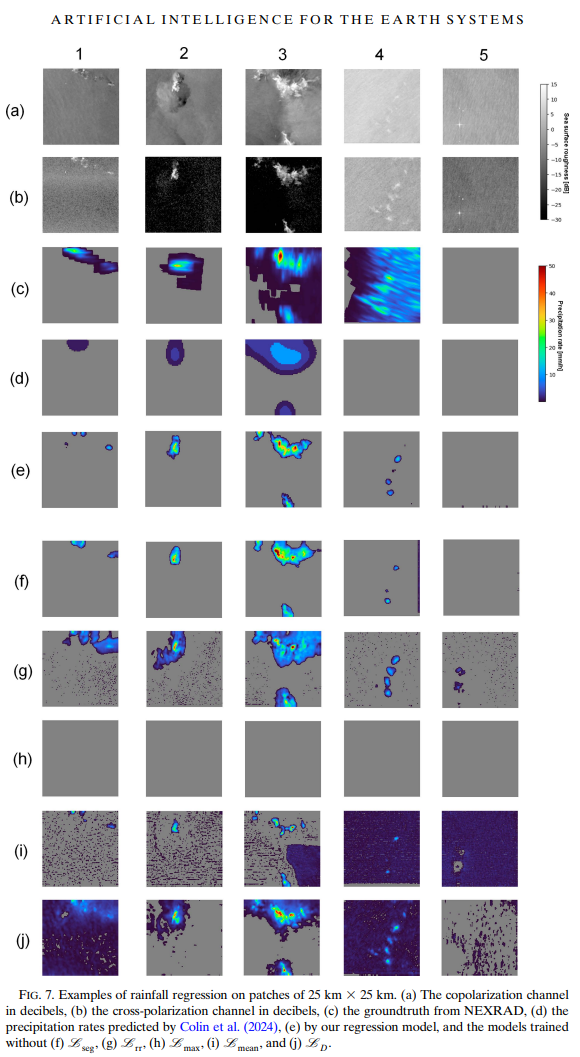 ARTIFICIAL INTELLIGENCE FOR THE EARTH SYSTEMS
1 2 3 4 5
(a)
15
10
5
0
−5
−10
−15
−20
−25
−30
Sea surface roughness [dB]
(b)
(c)
50
40
30
20
10
Precipitation rate [mm/h]
(d)
(e)
(f)
(g)
(h)
(i)
(j)
FIG. 7. Examples of rainfall regression on patches of 25 km × 25 km. (a) The copolarization channel
in decibels, (b) the cross-polarization channel in decibels, (c) the groundtruth from NEXRAD, (d) the
precipitation rates predicted by Colin et al. (2024), (e) by our regression model, and the models trained
without (f) ℒseg, (g) ℒrr, (h) ℒmax, (i) ℒmean, and (j) ℒD.